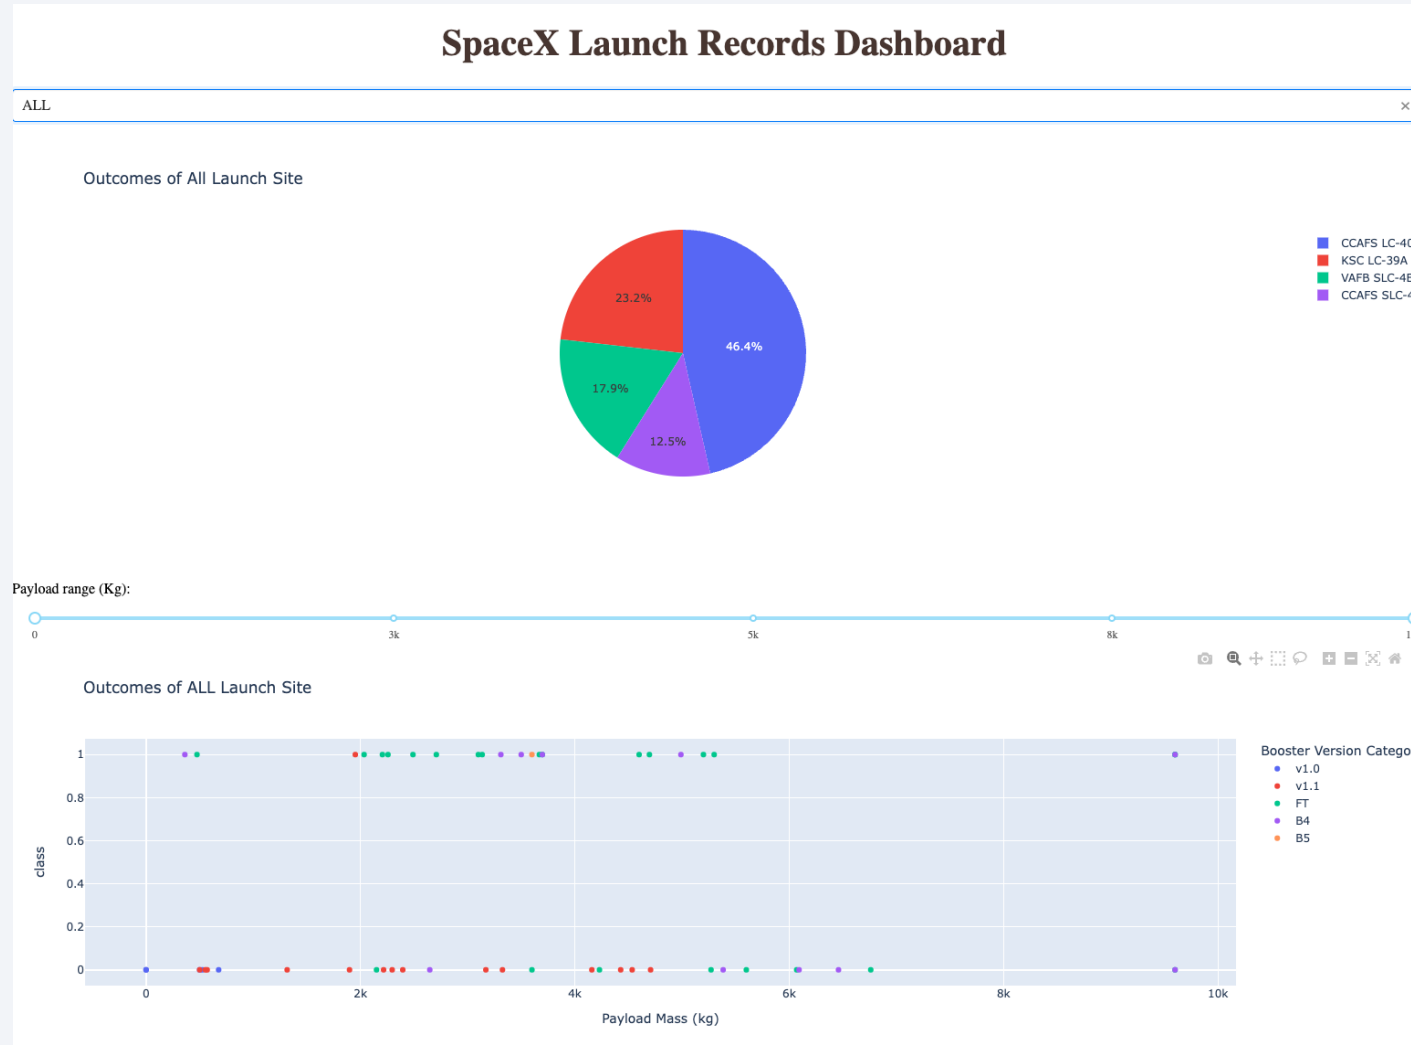 SpaceX Launch Records Dashboard
ALL
×
Outcomes of All Launch Site
CCAFS LC-40
KSC LC-39A
VAFB SLC-4E
CCAFS SLC-4
23.2%
46.4%
17.9%
12.5%
Payload range (Kg):
0 3k 5k 8k 1
Outcomes of ALL Launch Site
Booster Version Catego
v1.0
v1.1
FT
B4
B5
1
0.8
0.6
0.4
0.2
0
class
0 2k 4k 6k 8k 10k
Payload Mass (kg)